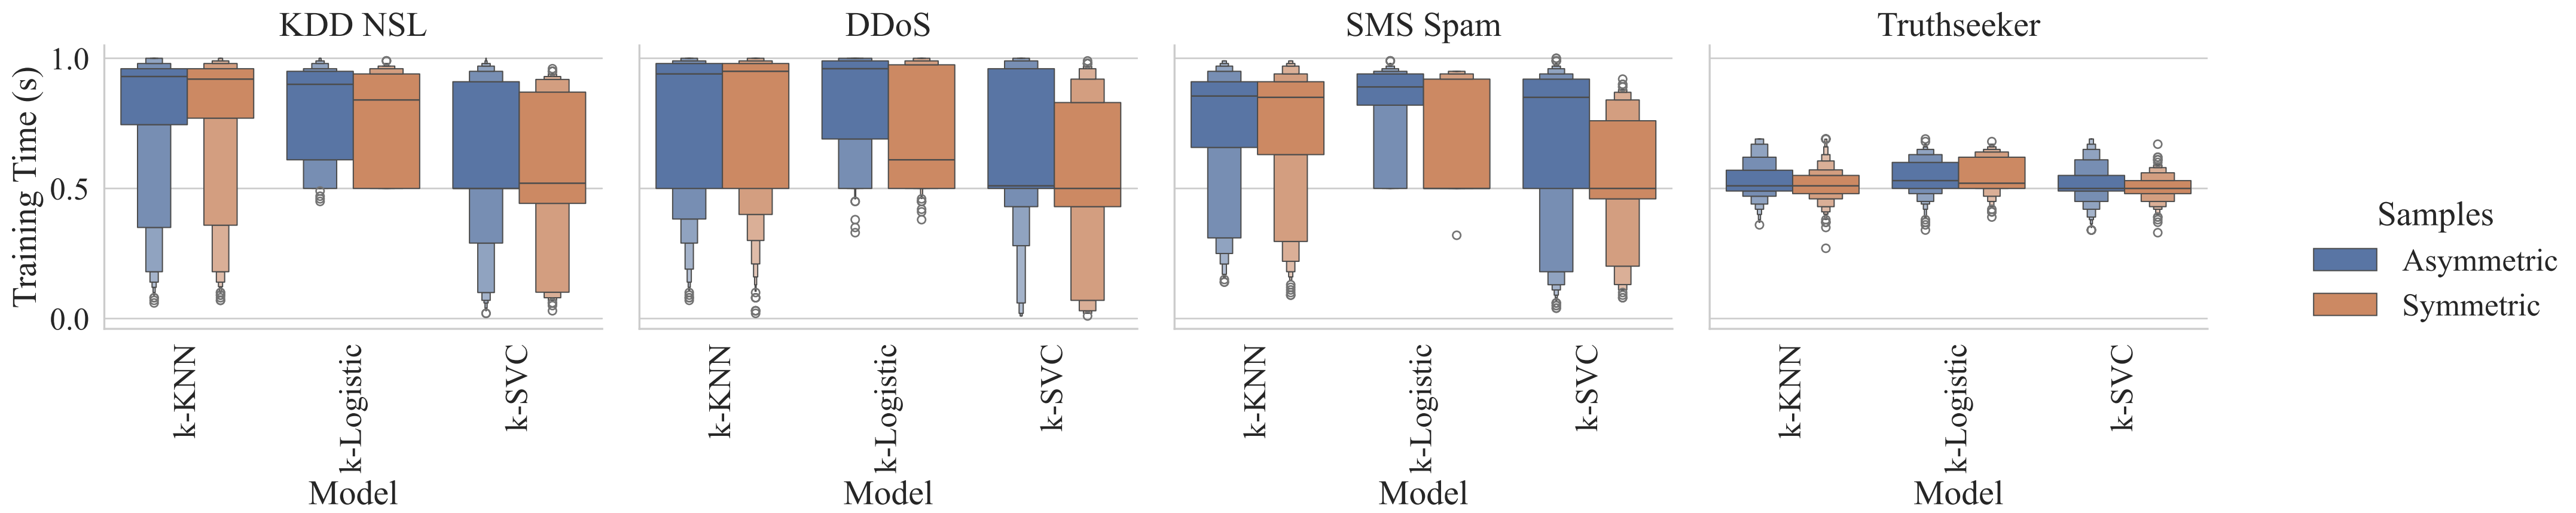 KDD NSL
DDoS
SMS Spam
Truthseeker
Training Time (s)
1.0
0.5
0.0
k-KNN
k-Logistic
k-SVC
k-KNN
k-Logistic
k-SVC
k-KNN
k-Logistic
k-SVC
k-KNN
k-Logistic
k-SVC
Model
Model
Model
Model
Samples
Asymmetric
Symmetric